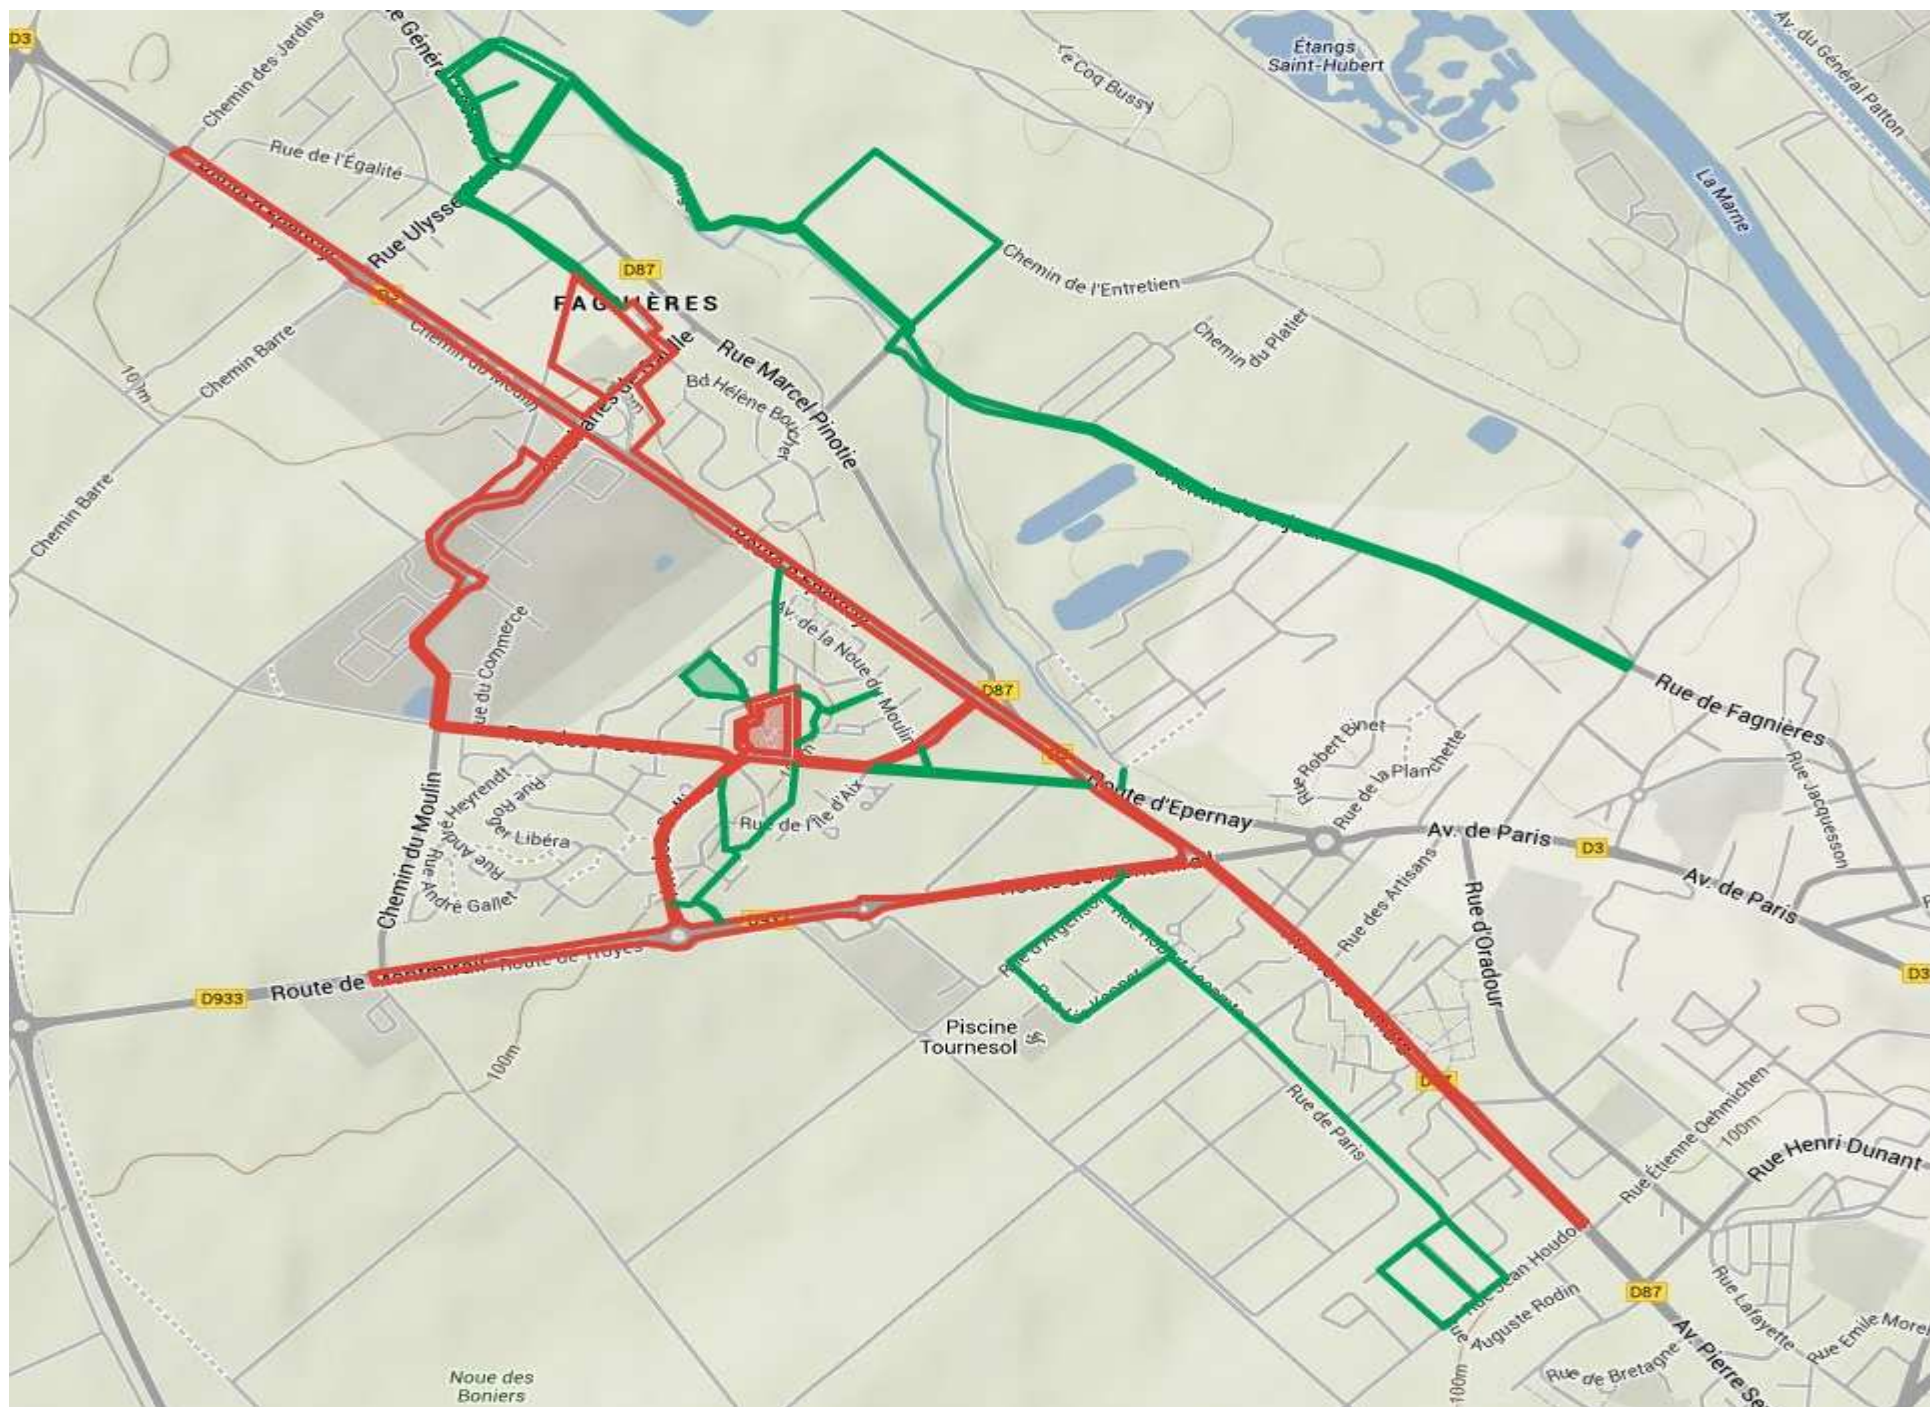 D3
Chemin des Jardins
Étangs
Saint-Hubert
Le Coq Bussy
Av. du Général Patton
La Marne
Rue de l'Égalité
Rue Ulysse
D87
FAGNIÈRES
Chemin de l'Entretien
Chemin du Platier
Chemin Barre
100m
Chemin du Moulin
Rue Marcel Pinotie
Bd Hélène Boucher
Chemin Barre
Av. de la Noue du Moulin
Rue du Commerce
D87
Rue de Fagnières
Rue Robert Binet
Rue de la Planchette
Rue Jacquesson
Route d'Epernay
Av. de Paris
D3
Av. de Paris
D3
Rue de l'Île d'Aix
Rue Roger Libéra
Rue André Gallet
Chemin du Moulin
Rue des Artisans
Rue d'Oradour
D933
Route de Montmirail
Route de Troyes
Rue d'Argenson
Piscine
Tournesol
100m
Rue de Paris
Rue Étienne Oehmichen
100m
Rue Henri Dunant
Rue Jean Houdon
Rue Auguste Rodin
D87
Rue Lafayette
Rue Emile Morel
Rue de Bretagne
Av. Pierre Se
100m
Noue des
Boniers